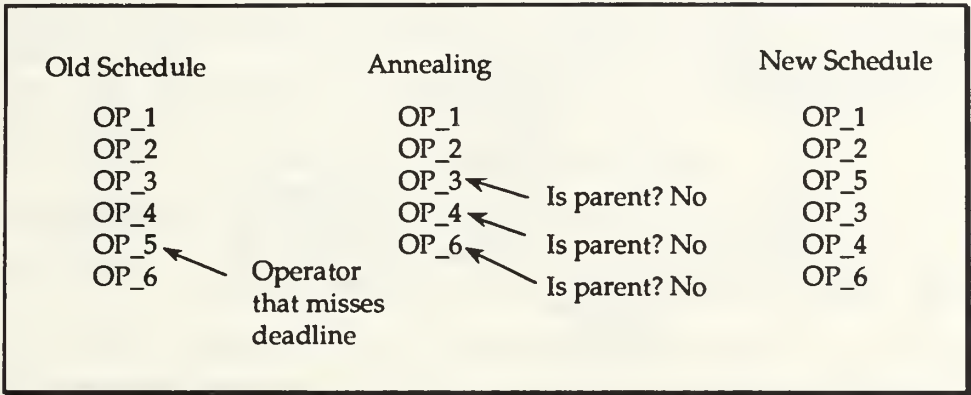 Old Schedule
OP_1
OP_2
OP_3
OP_4
OP_5
OP_6
Operator
that misses
deadline
Annealing
OP_1
OP_2
OP_3
OP_4
OP_6
Is parent? No
Is parent? No
Is parent? No
New Schedule
OP_1
OP_2
OP_5
OP_3
OP_4
OP_6